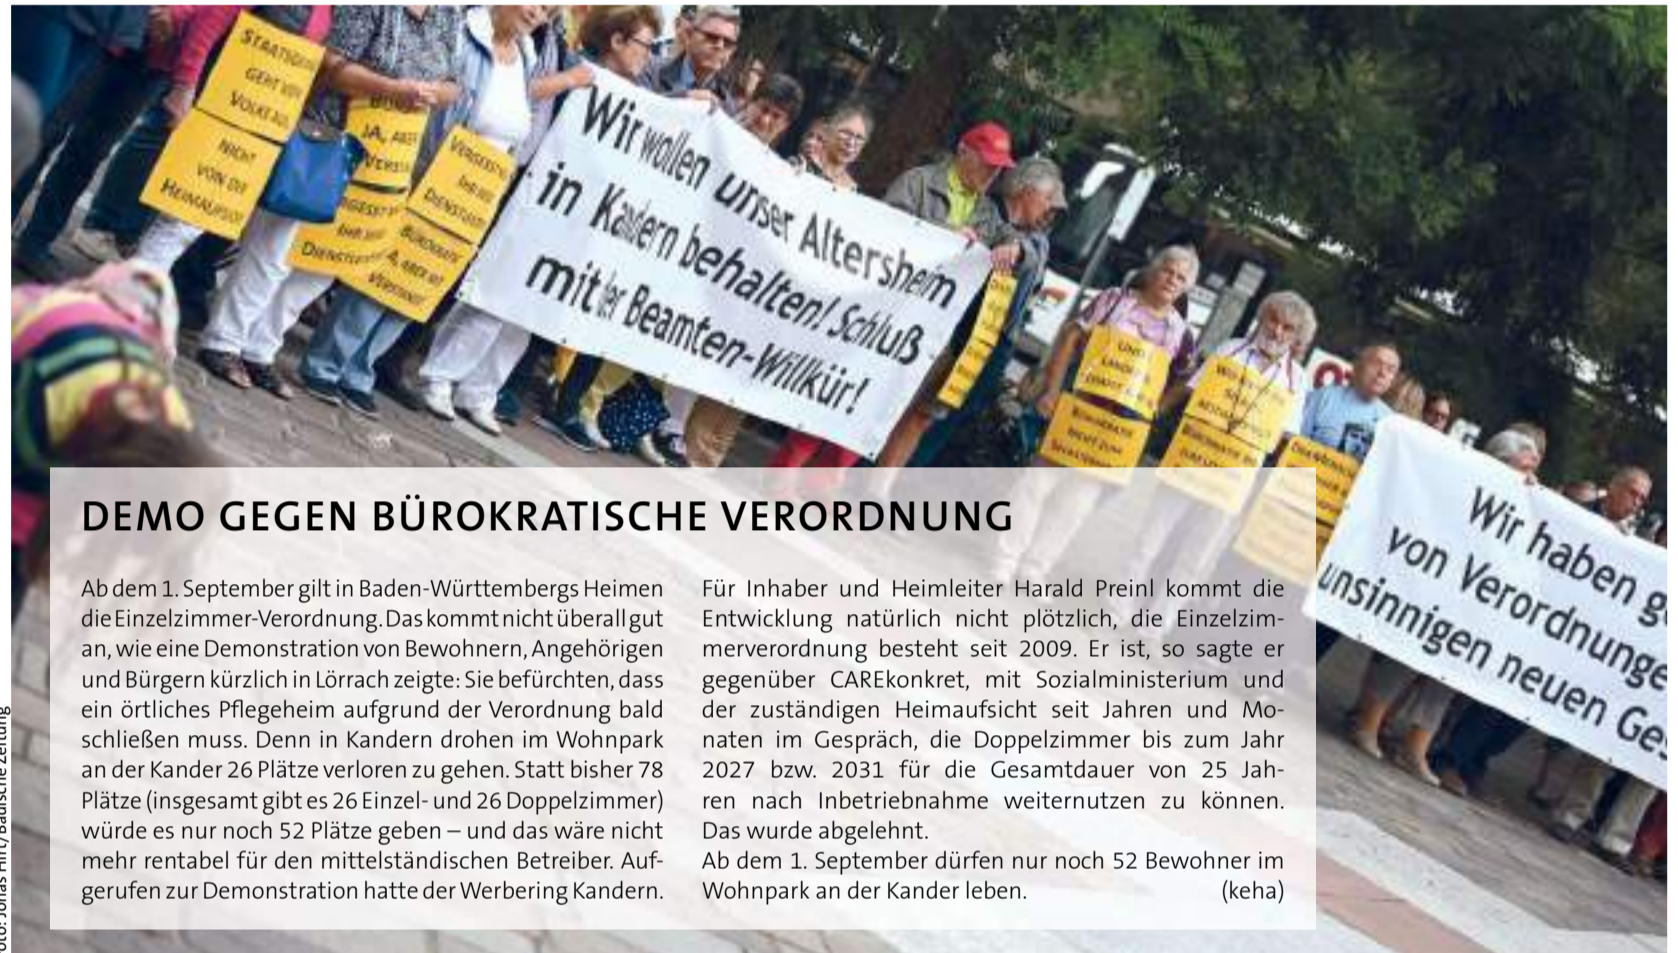 GEHT VOM
VOLKE AUS,
NICHT
VON DER
JA, ABER
Wir wollen unser Altersheim
in Kandern behalten! Schluß
mit der Beamten-Willkür!
Wir haben
von
unsinnigen neuen
DEMO GEGEN BÜROKRATISCHE VERORDNUNG
Ab dem 1. September gilt in Baden-Württembergs Heimen
die Einzelzimmer-Verordnung. Das kommt nicht überall gut
an, wie eine Demonstration von Bewohnern, Angehörigen
und Bürgern kürzlich in Lörrach zeigte: Sie befürchten, dass
ein örtliches Pflegeheim aufgrund der Verordnung bald
schließen muss. Denn in Kandern drohen im Wohnpark
an der Kander 26 Plätze verloren zu gehen. Statt bisher 78
Plätze (insgesamt gibt es 26 Einzel- und 26 Doppelzimmer)
würde es nur noch 52 Plätze geben – und das wäre nicht
mehr rentabel für den mittelständischen Betreiber. Auf-
gerufen zur Demonstration hatte der Werbering Kandern.
Für Inhaber und Heimleiter Harald Preinl kommt die
Entwicklung natürlich nicht plötzlich, die Einzelzim-
merverordnung besteht seit 2009. Er ist, so sagte er
gegenüber CAREkonkret, mit Sozialministerium und
der zuständigen Heimaufsicht seit Jahren und Mo-
naten im Gespräch, die Doppelzimmer bis zum Jahr
2027 bzw. 2031 für die Gesamtdauer von 25 Jah-
ren nach Inbetriebnahme weiternutzen zu können.
Das wurde abgelehnt.
Ab dem 1. September dürfen nur noch 52 Bewohner im
Wohnpark an der Kander leben. (keha)